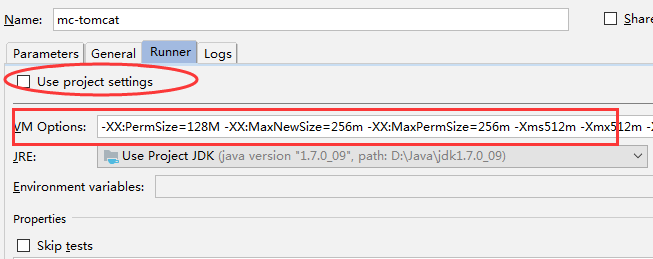 Name: mc-tomcat Share
Parameters General Runner Logs
Use project settings
VM Options: -XX:PermSize=128M -XX:MaxNewSize=256m -XX:MaxPermSize=256m -Xms512m -Xmx512m
JRE: Use Project JDK (java version "1.7.0_09", path: D:\Java\jdk1.7.0_09)
Environment variables:
Properties
Skip tests